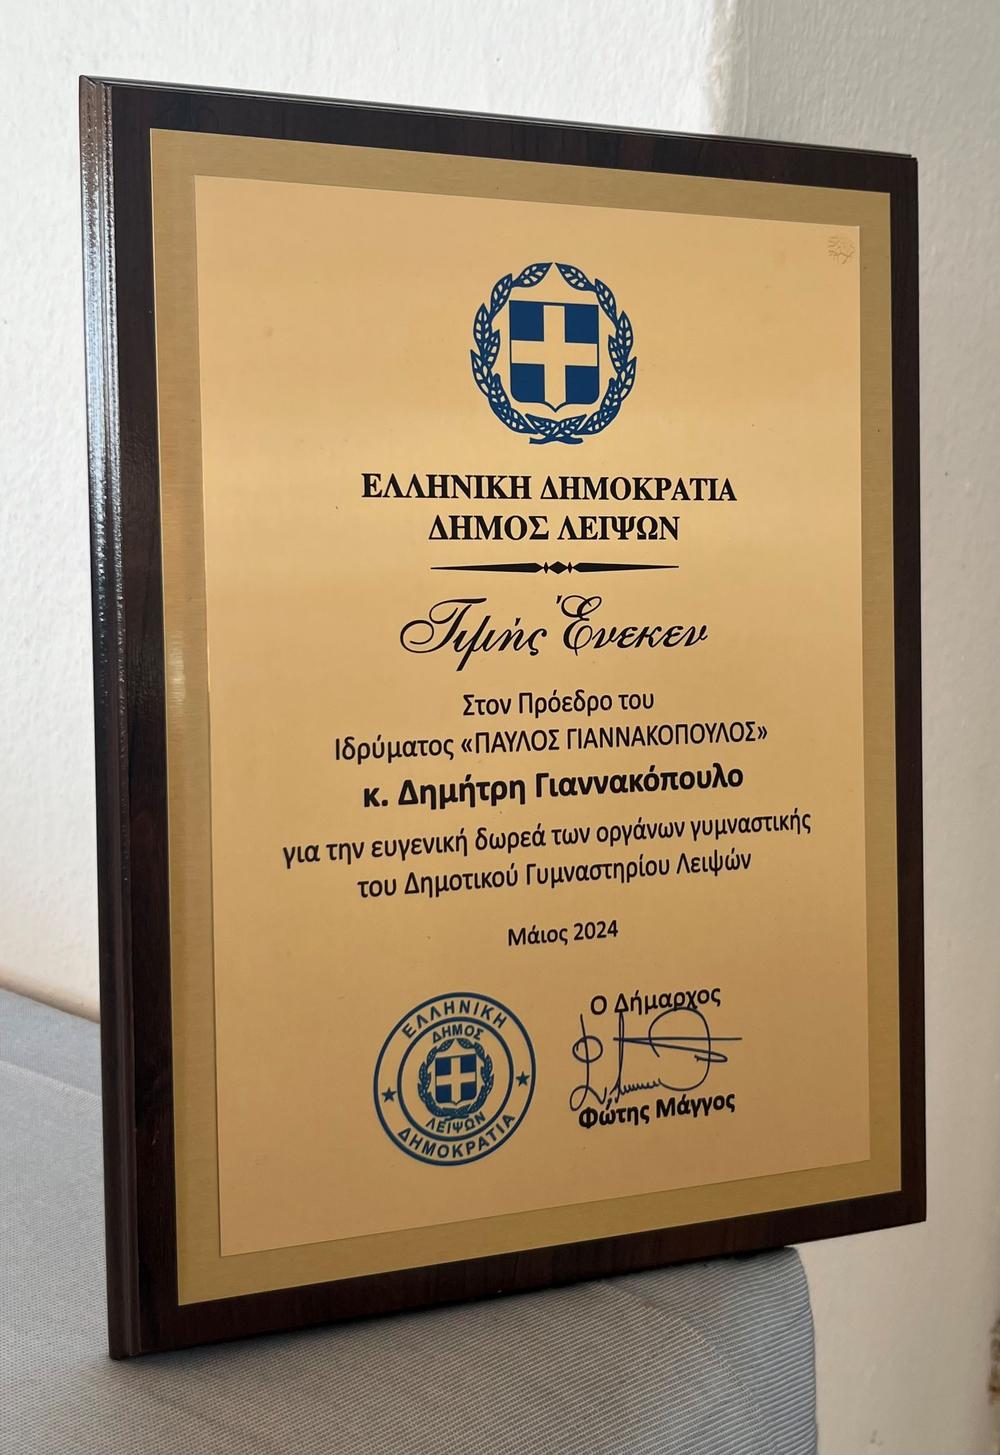 ΕΛΛΗΝΙΚΗ ΔΗΜΟΚΡΑΤΙΑ
ΔΗΜΟΣ ΛΕΙΨΩΝ
Τιμής Ένεκεν
Στον Πρόεδρο του
Ιδρύματος «ΠΑΥΛΟΣ ΓΙΑΝΝΑΚΟΠΟΥΛΟΣ»
κ. Δημήτρη Γιαννακόπουλο
για την ευγενική δωρεά των οργάνων γυμναστικής
του Δημοτικού Γυμναστηρίου Λειψών
Μάιος 2024
ΕΛΛΗΝΙΚΗ
ΔΗΜΟΣ
ΛΕΙΨΩΝ
ΔΗΜΟΚΡΑΤΙΑ
Ο Δήμαρχος
Φώτης Μάγγος